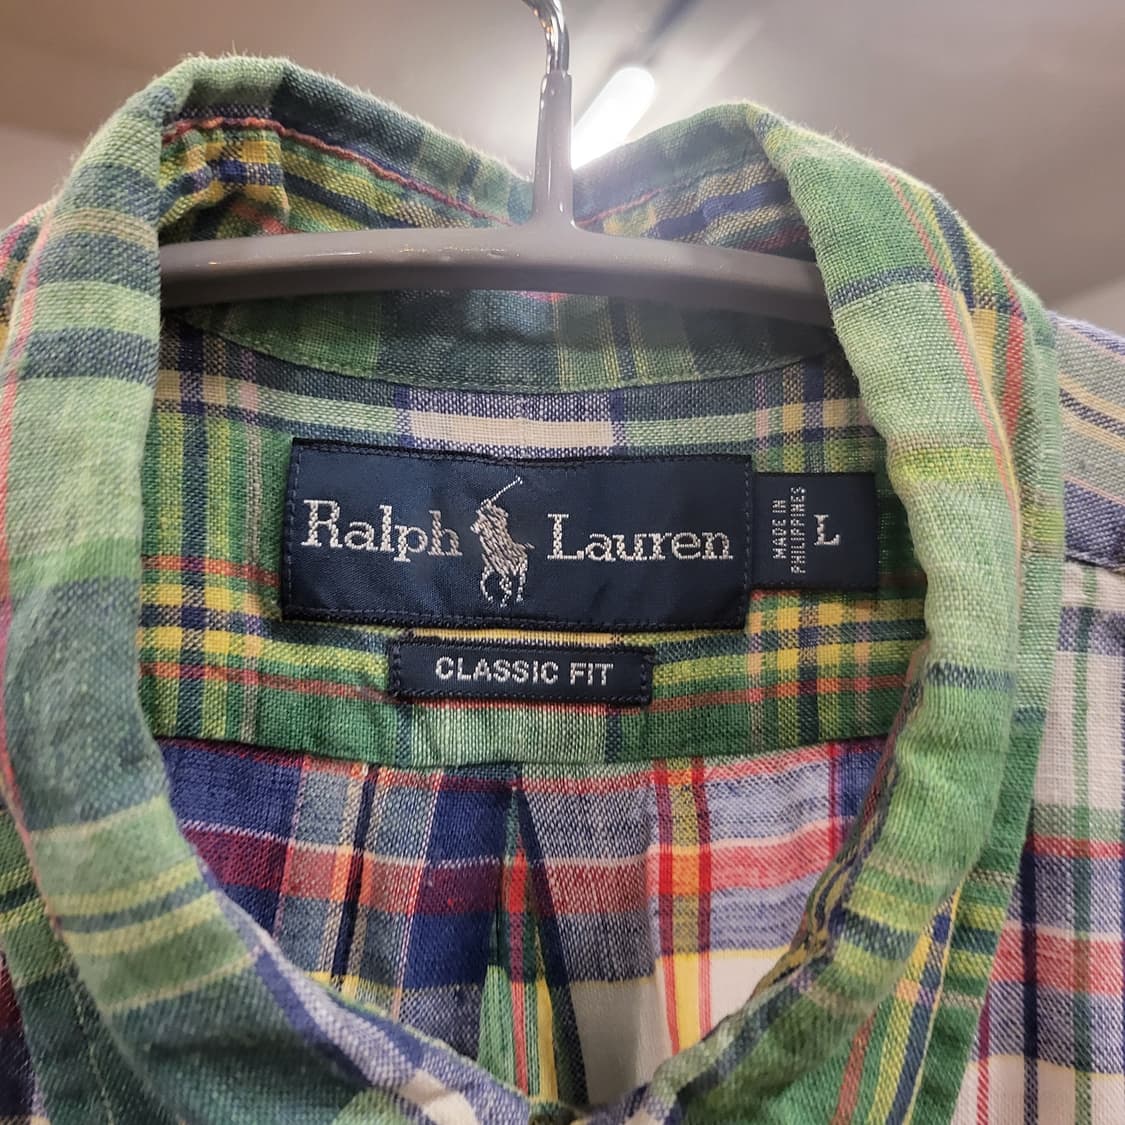 Ralph Lauren
MADE IN
PHILIPPINES
L
CLASSIC FIT